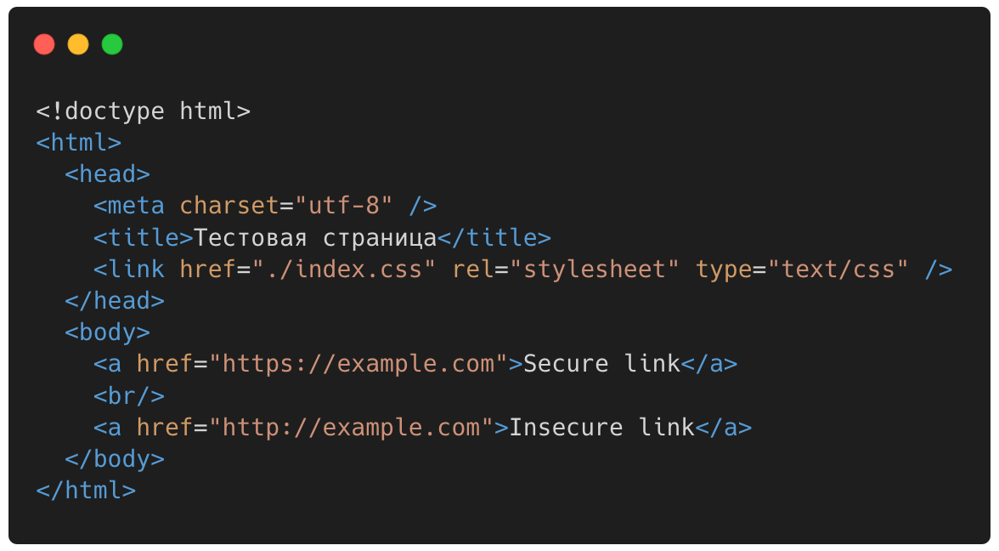 <!doctype html>
<html>
  <head>
    <meta charset="utf-8" />
    <title>Тестовая страница</title>
    <link href="./index.css" rel="stylesheet" type="text/css" />
  </head>
  <body>
    <a href="https://example.com">Secure link</a>
    <br/>
    <a href="http://example.com">Insecure link</a>
  </body>
</html>